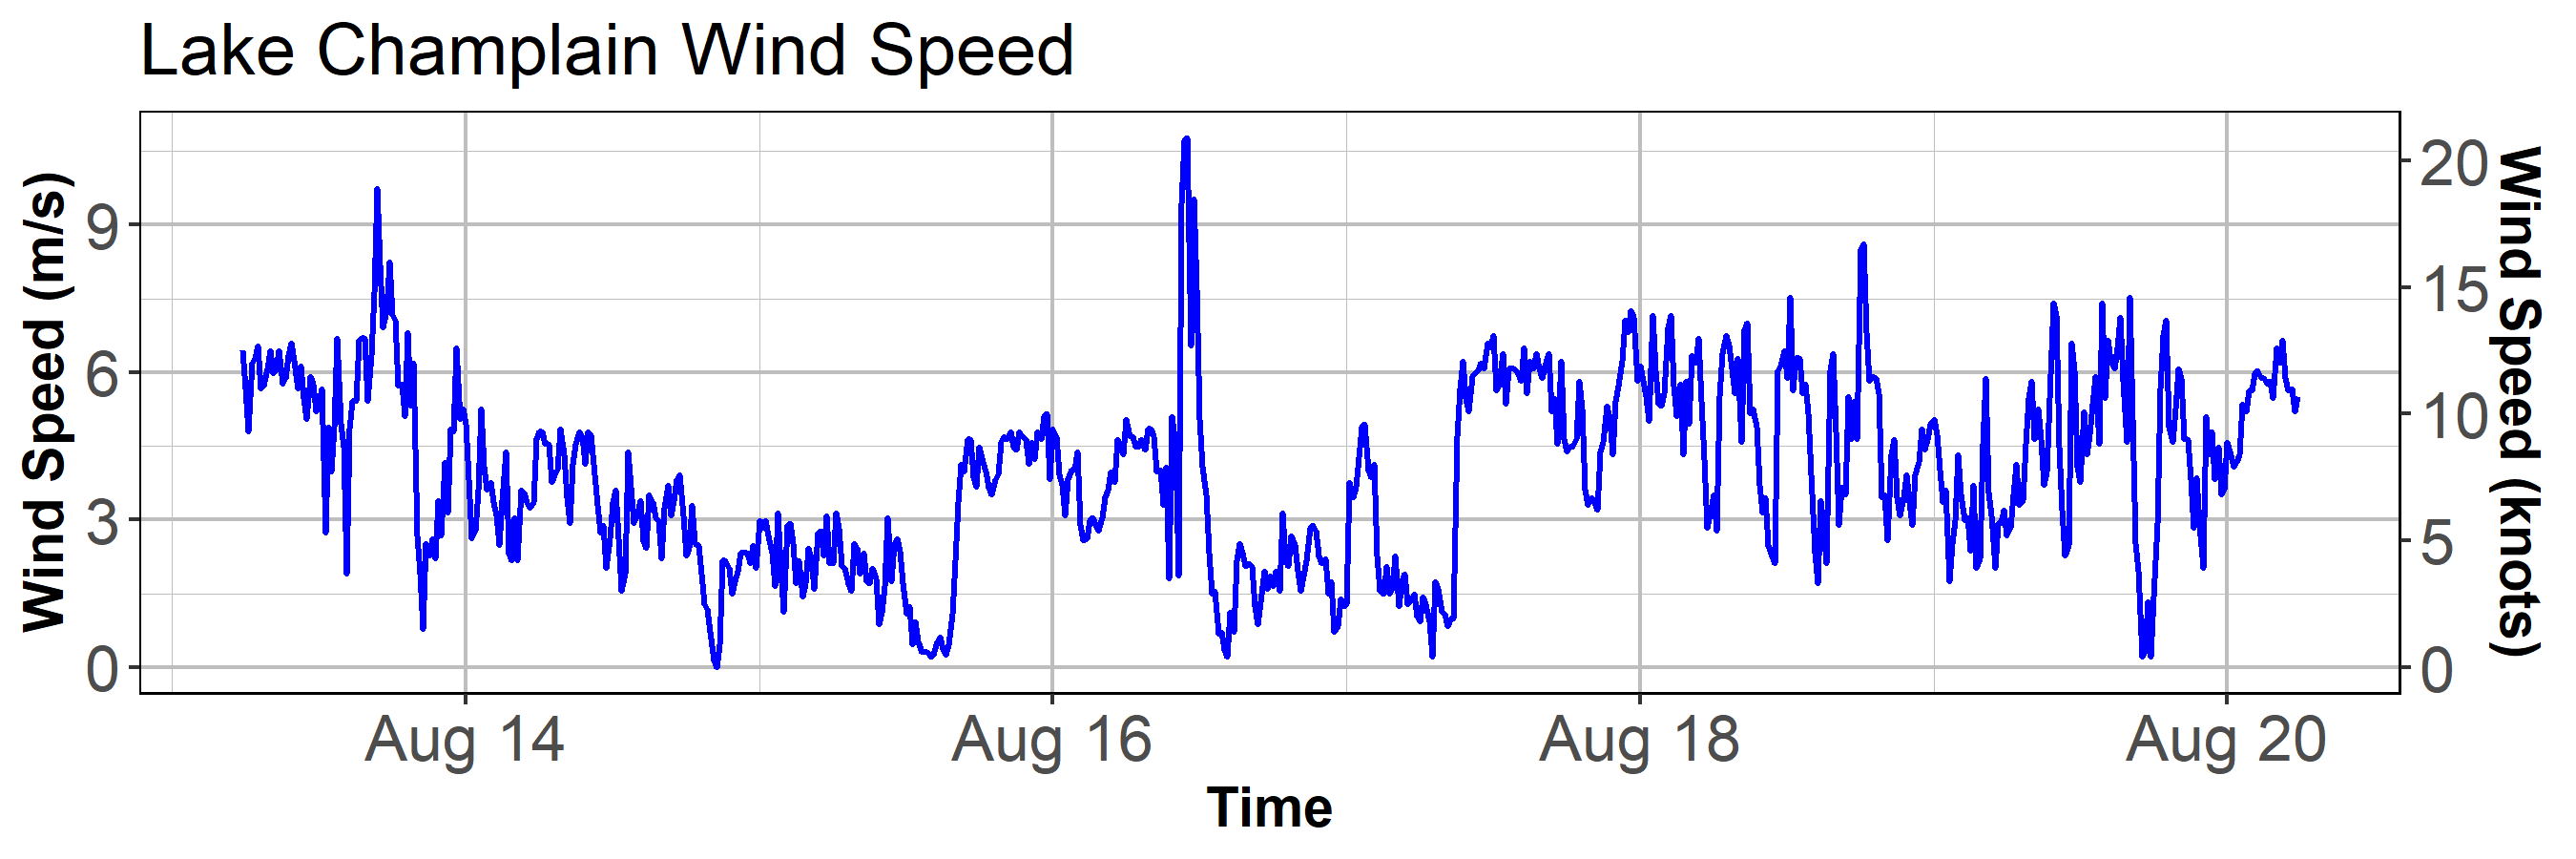 Lake Champlain Wind Speed
Wind Speed (m/s)
9
6
3
0
20
15
10
5
0
Wind Speed (knots)
Aug 14 Aug 16 Aug 18 Aug 20
Time